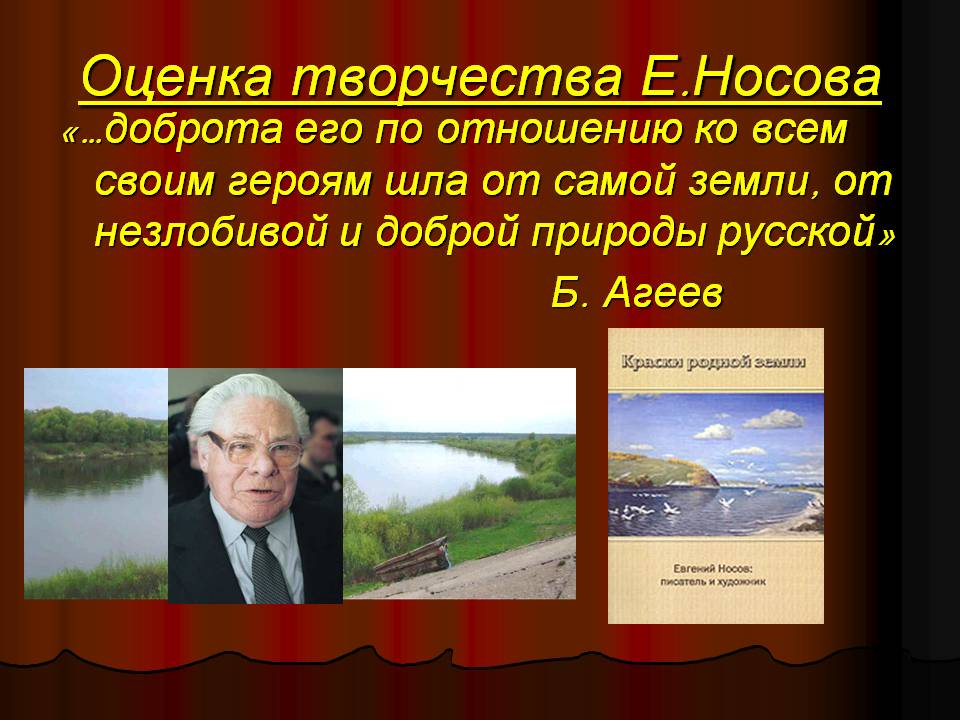 Оценка творчества Е.Носова
«…доброта его по отношению ко всем
своим героям шла от самой земли, от
незлобивой и доброй природы русской»
Б. Агеев
Краски родной земли
Евгений Носов:
писатель и художник